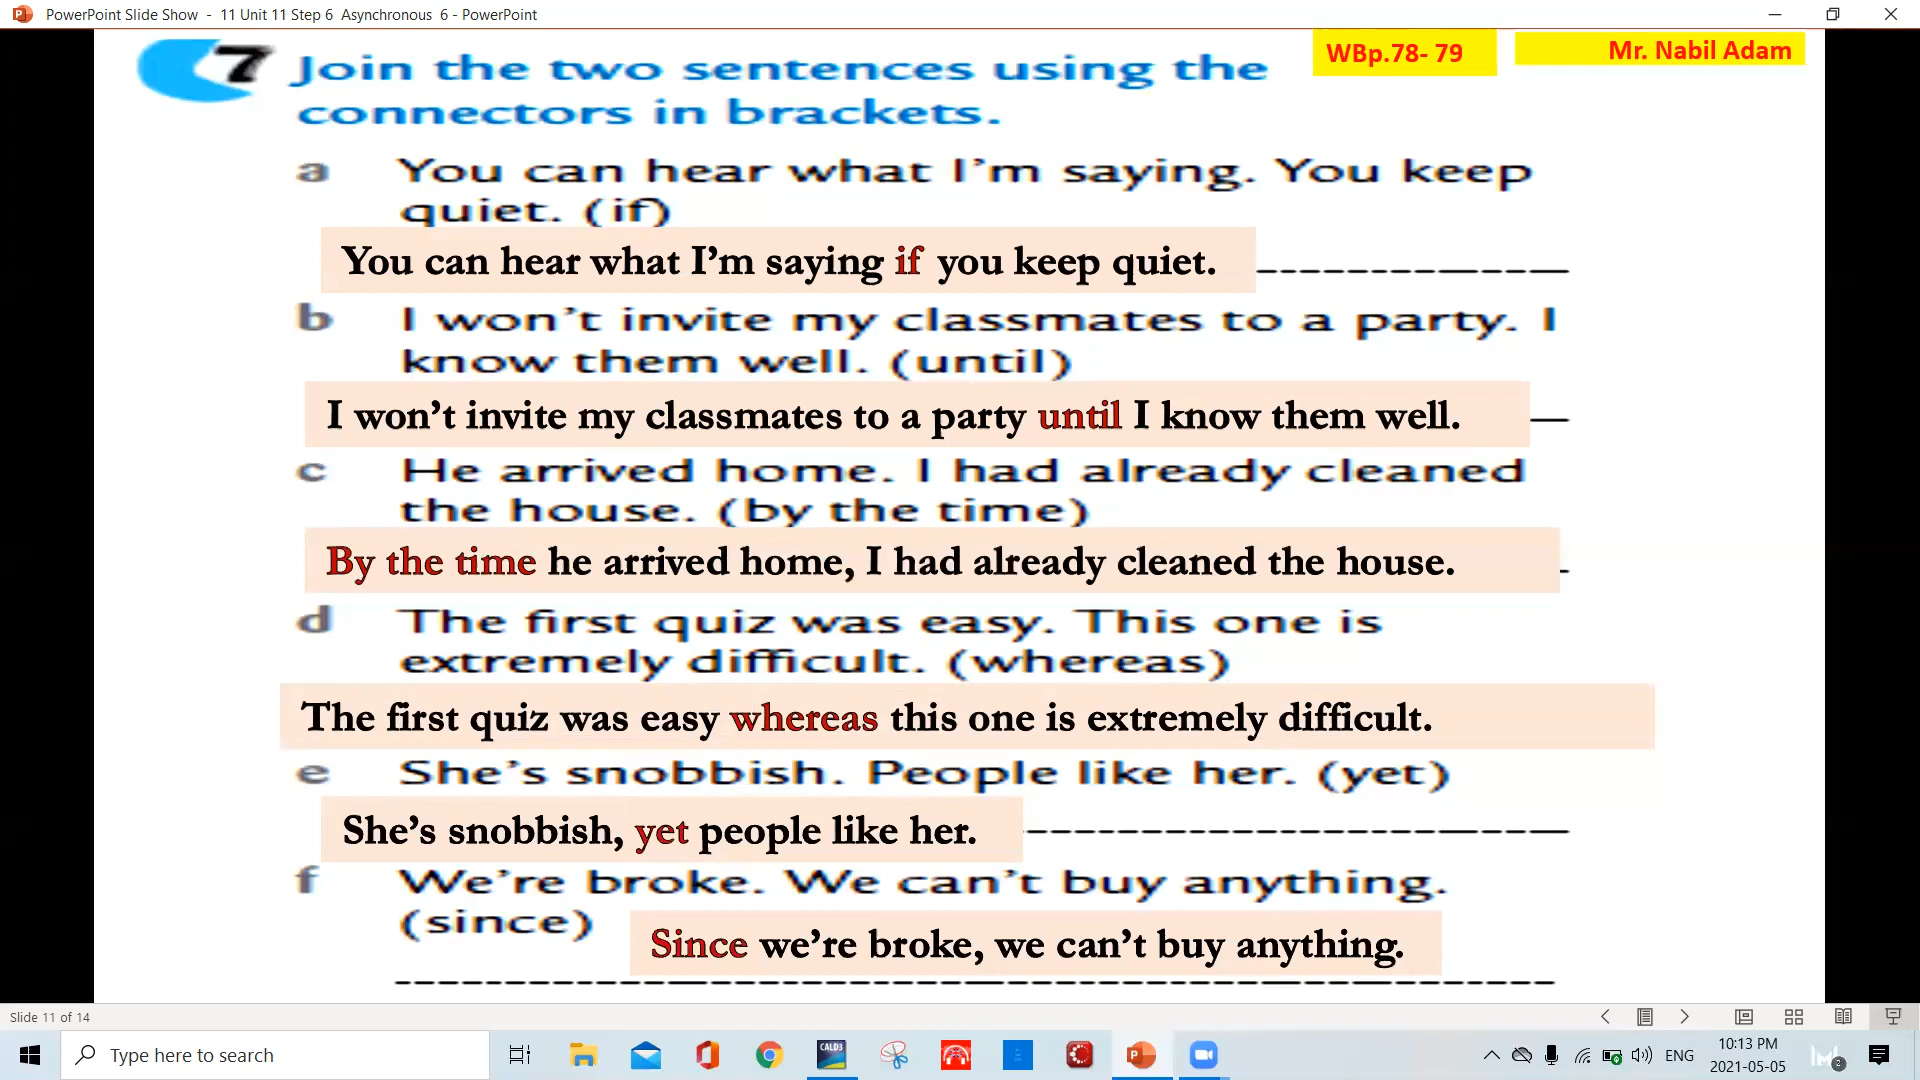 PowerPoint Slide Show - 11 Unit 11 Step 6 Asynchronous 6 - PowerPoint
WBp.78- 79
Mr. Nabil Adam
7 Join the two sentences using the
connectors in brackets.
a You can hear what I'm saying. You keep
quiet. (if)
You can hear what I'm saying if you keep quiet.
b I won't invite my classmates to a party. I
know them well. (until)
I won't invite my classmates to a party until I know them well.
c He arrived home. I had already cleaned
the house. (by the time)
By the time he arrived home, I had already cleaned the house.
d The first quiz was easy. This one is
extremely difficult. (whereas)
The first quiz was easy whereas this one is extremely difficult.
e She's snobbish. People like her. (yet)
She's snobbish, yet people like her.
f We're broke. We can't buy anything.
(since)
Since we're broke, we can't buy anything.
Slide 11 of 14
Type here to search
CALD3
ENG
10:13 PM
2021-05-05
2